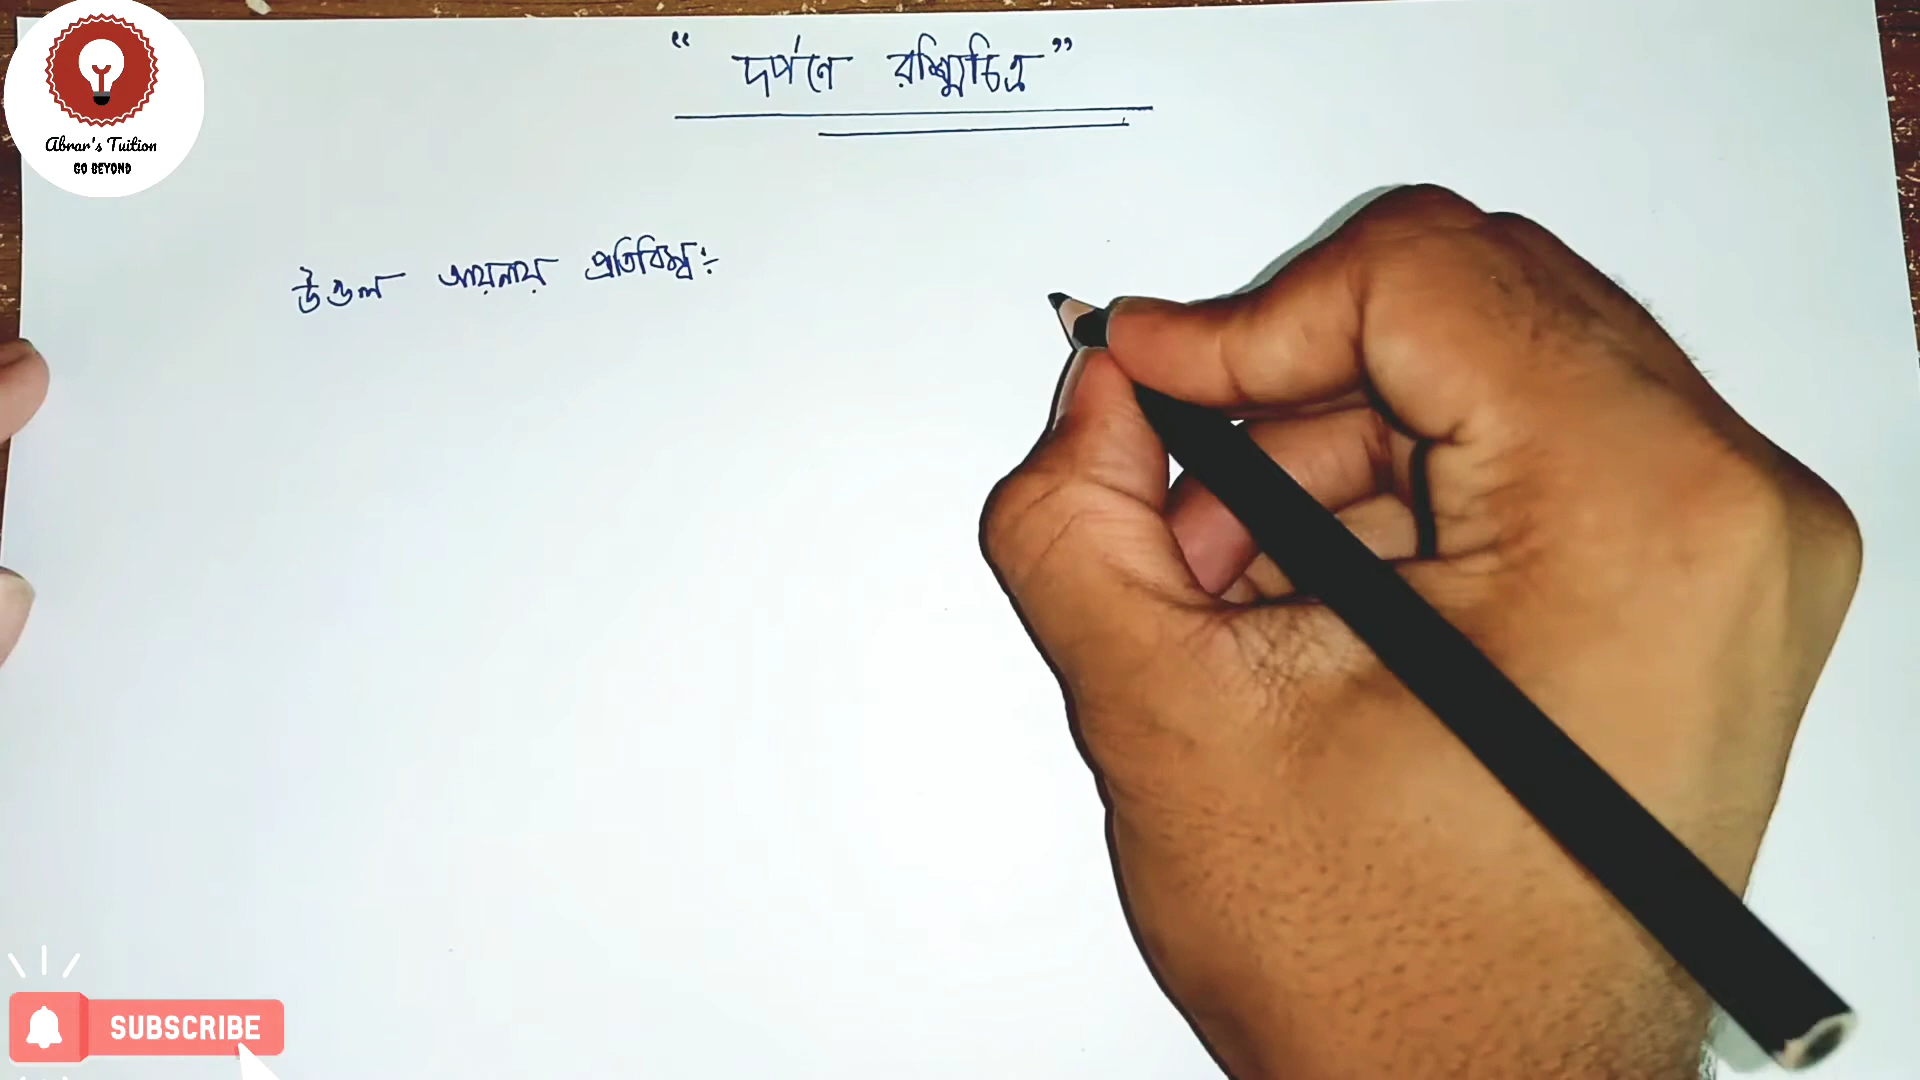 “ দর্পণে রশ্মিচিত্র ”
উত্তল আয়নায় প্রতিবিম্ব :-
Abrar's Tuition
GO BEYOND
SUBSCRIBE